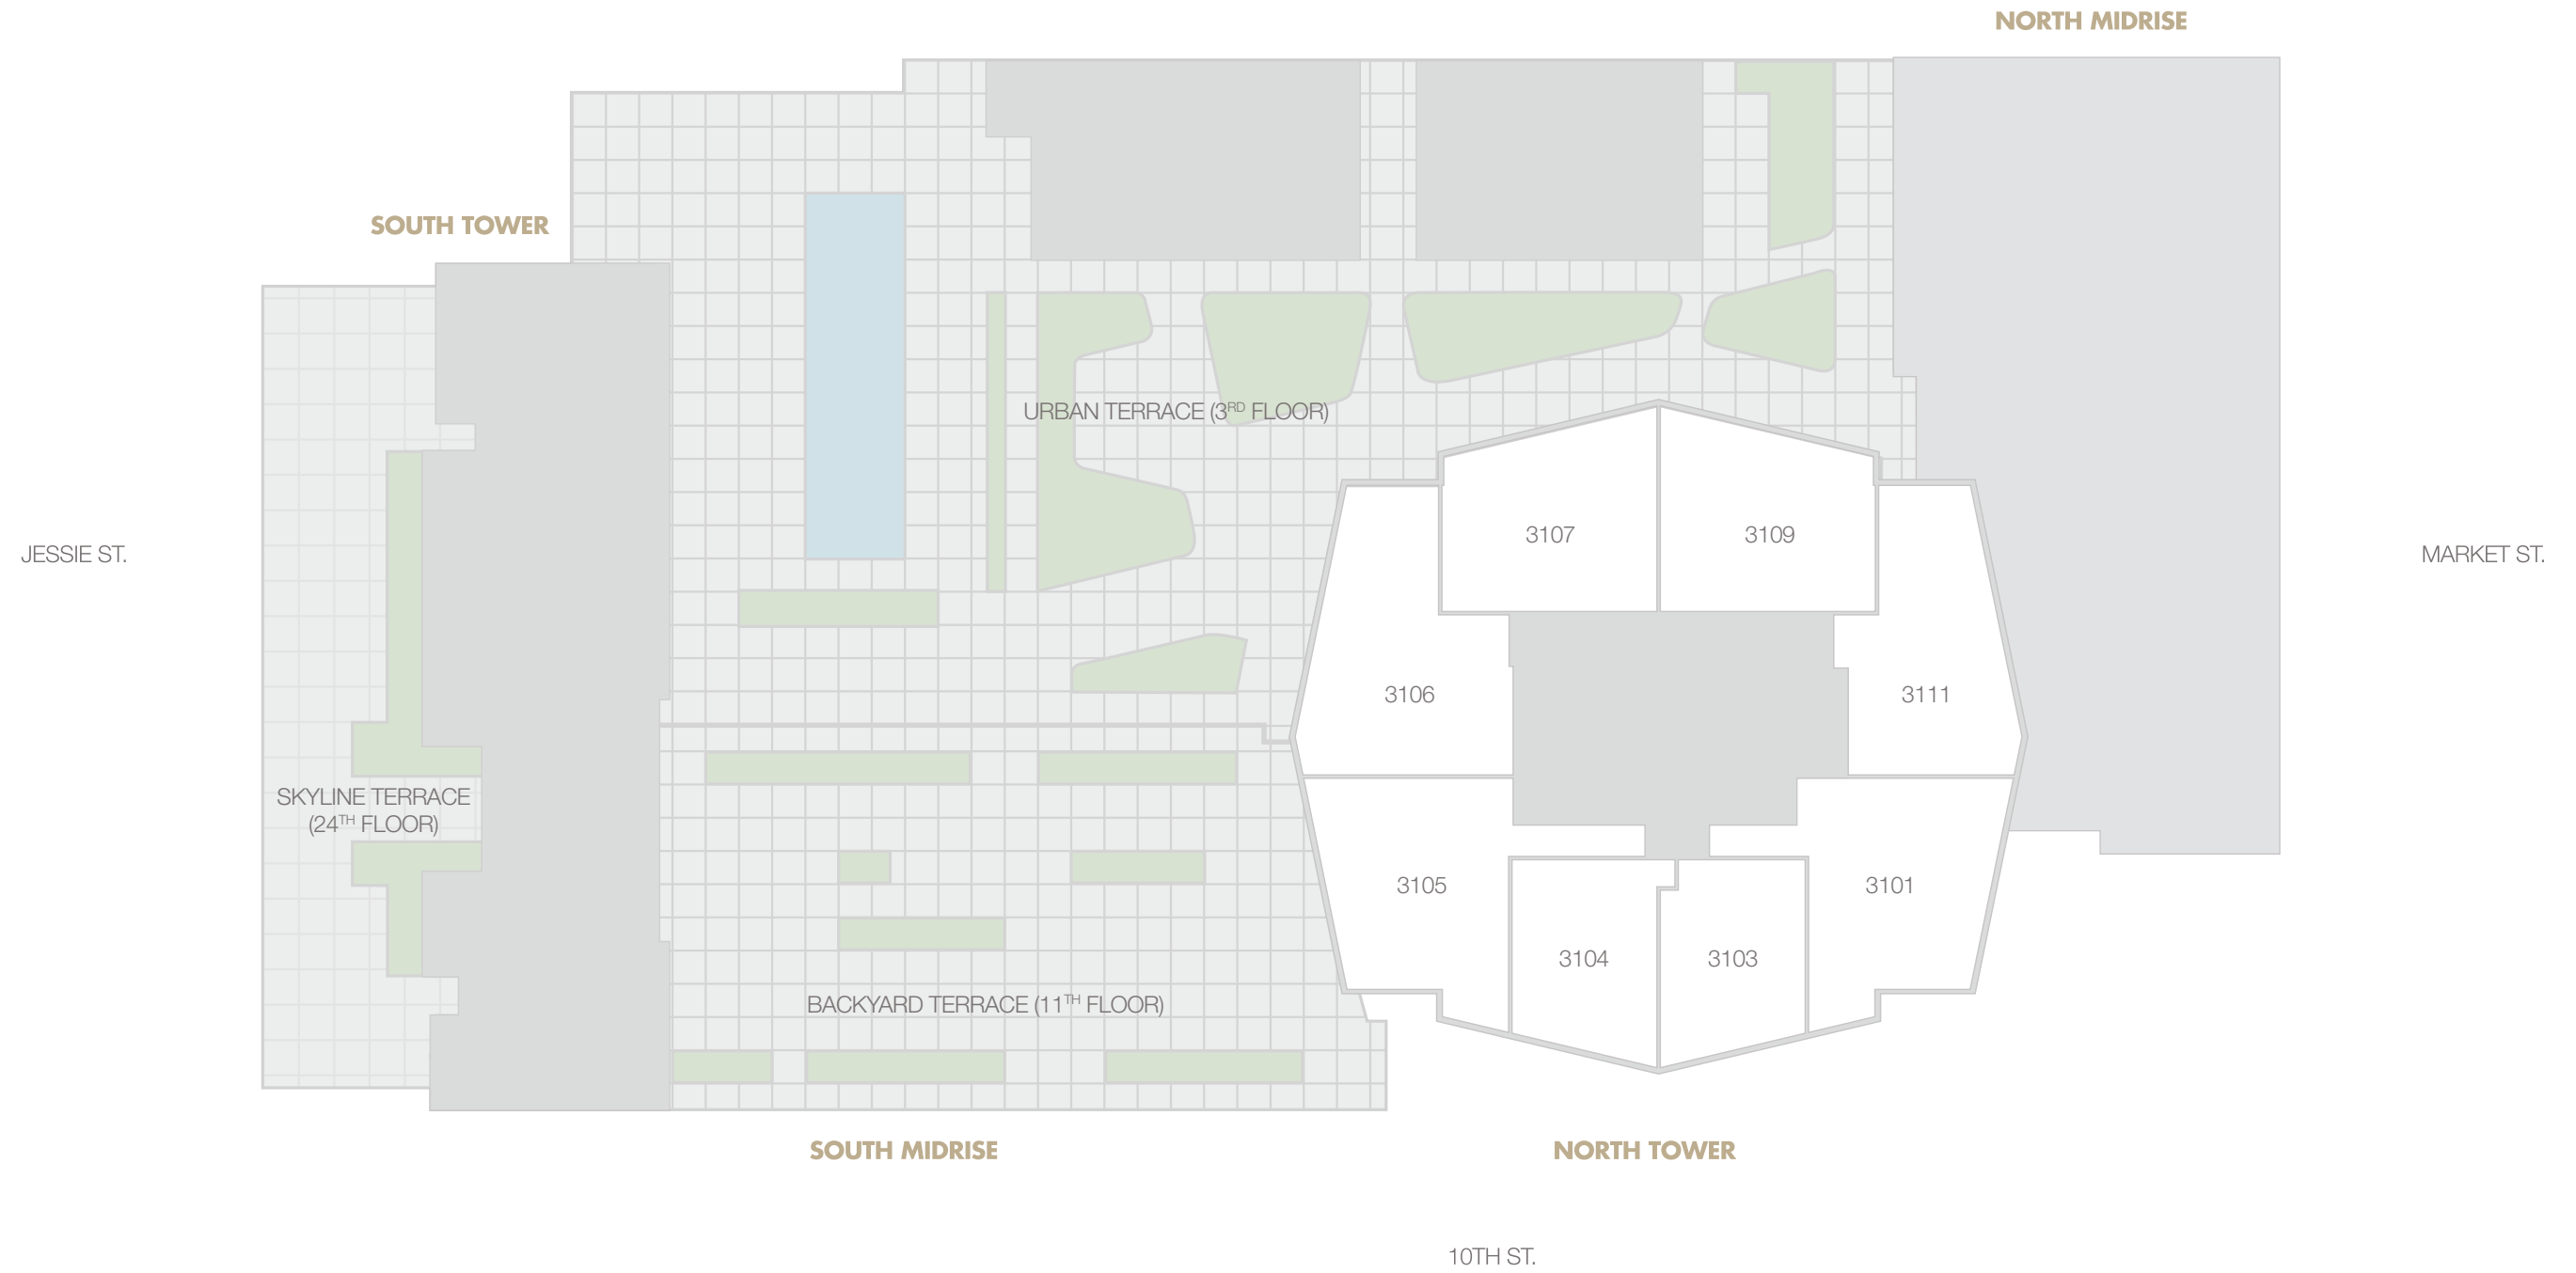 NORTH MIDRISE
SOUTH TOWER
URBAN TERRACE (3RD FLOOR)
3107
3109
JESSIE ST.
MARKET ST.
3106
3111
SKYLINE TERRACE
(24TH FLOOR)
3105
3101
3104
3103
BACKYARD TERRACE (11TH FLOOR)
SOUTH MIDRISE
NORTH TOWER
10TH ST.